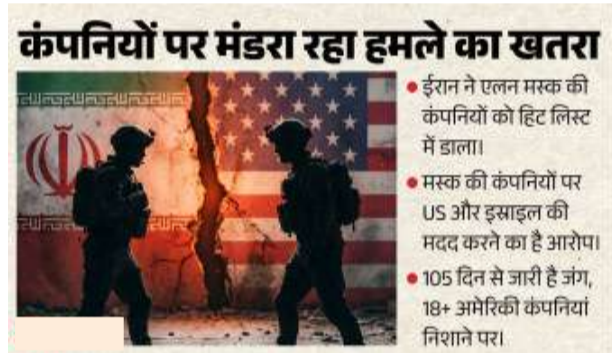 कंपनियों पर मंडरा रहा हमले का खतरा
ईरान ने एलन मस्क की
कंपनियों को हिट लिस्ट
में डाला।
मस्क की कंपनियों पर
US और इस्राइल की
मदद करने का है आरोप।
105 दिन से जारी है जंग,
18+ अमेरिकी कंपनियां
निशाने पर।